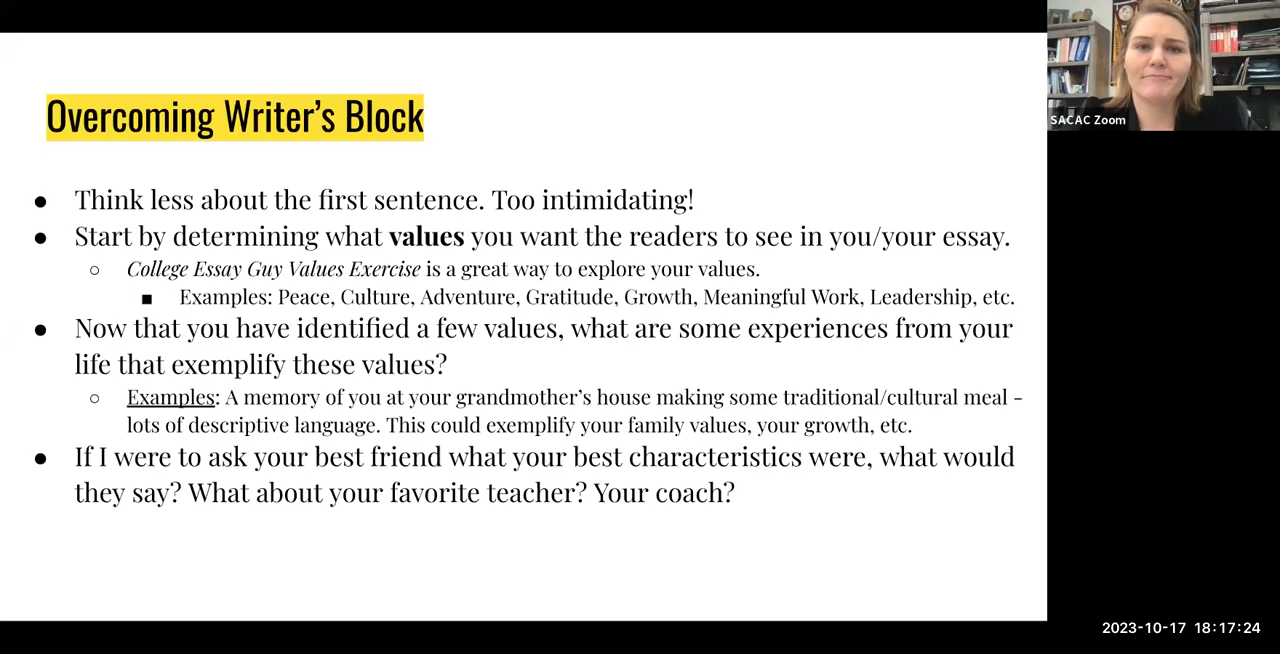 Overcoming Writer's Block
● Think less about the first sentence. Too intimidating!
● Start by determining what values you want the readers to see in you/your essay.
○ College Essay Guy Values Exercise is a great way to explore your values.
■ Examples: Peace, Culture, Adventure, Gratitude, Growth, Meaningful Work, Leadership, etc.
● Now that you have identified a few values, what are some experiences from your
life that exemplify these values?
○ Examples: A memory of you at your grandmother's house making some traditional/cultural meal -
lots of descriptive language. This could exemplify your family values, your growth, etc.
● If I were to ask your best friend what your best characteristics were, what would
they say? What about your favorite teacher? Your coach?
SACAC Zoom
2023-10-17 18:17:24